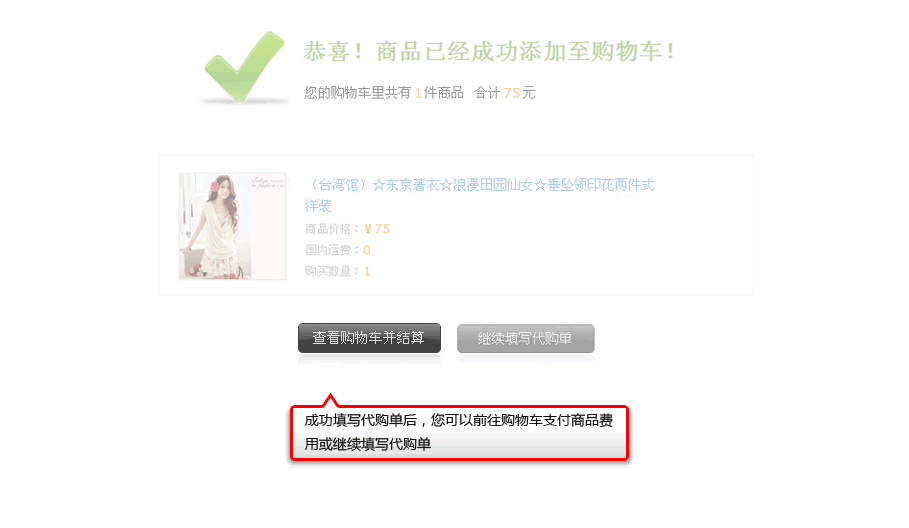 恭喜！商品已经成功添加至购物车！
您的购物车里共有1件商品 合计75元
（台湾馆）☆东京著衣☆浪漫田园仙女☆垂坠领印花两件式
洋装
商品价格：¥75
国内运费：0
购买数量：1
查看购物车并结算
继续填写代购单
成功填写代购单后，您可以前往购物车支付商品费
用或继续填写代购单